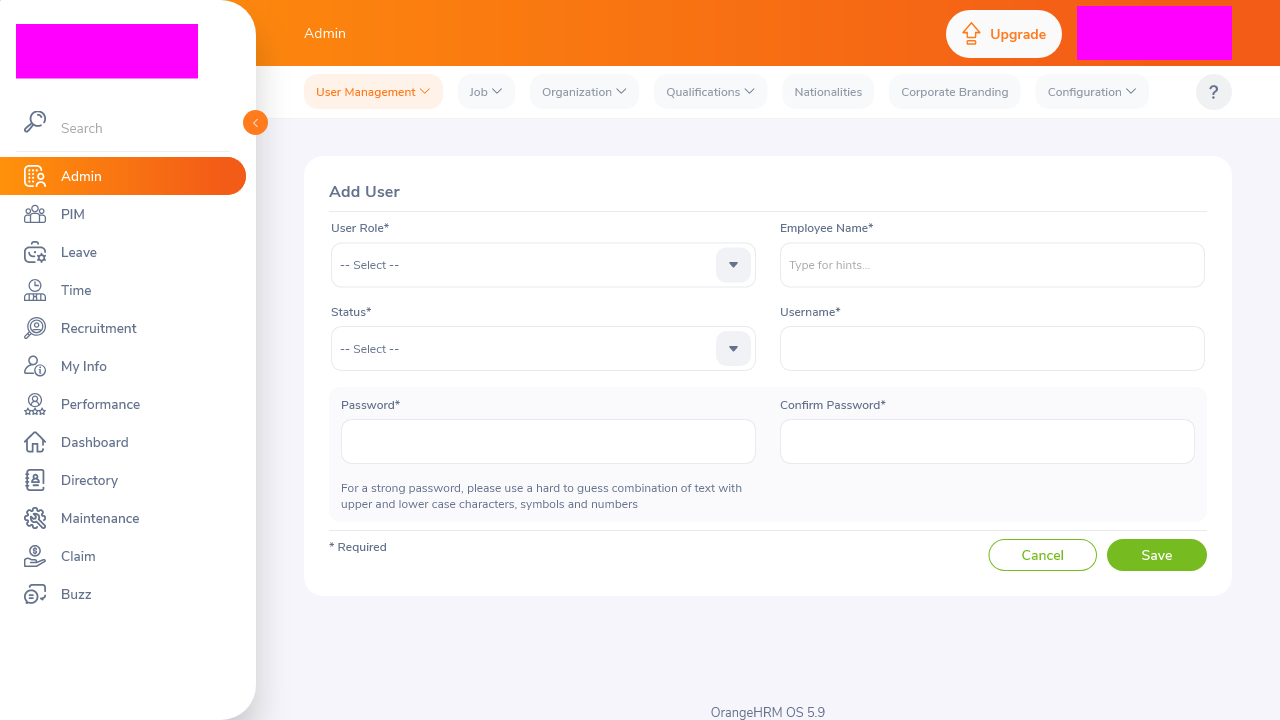 Admin
Upgrade
User Management
Job
Organization
Qualifications
Nationalities
Corporate Branding
Configuration
?
Search
Admin
PIM
Leave
Time
Recruitment
My Info
Performance
Dashboard
Directory
Maintenance
Claim
Buzz
Add User
User Role*
Employee Name*
-- Select --
Type for hints...
Status*
Username*
-- Select --
Password*
Confirm Password*
For a strong password, please use a hard to guess combination of text with
upper and lower case characters, symbols and numbers
* Required
Cancel
Save
OrangeHRM OS 5.9